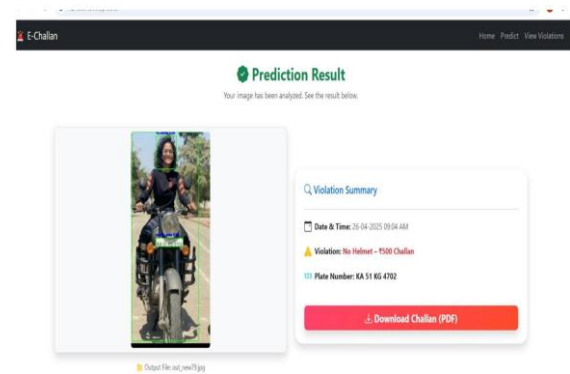 E-Challan
Home Predict View Violations
Prediction Result
Your image has been analyzed. See the result below.
Violation Summary
Date & Time: 26-04-2025 09:04 AM
Violation: No Helmet – ₹500 Challan
123 Plate Number: KA 51 KG 4702
Download Challan (PDF)
Output File: out_new79.jpg